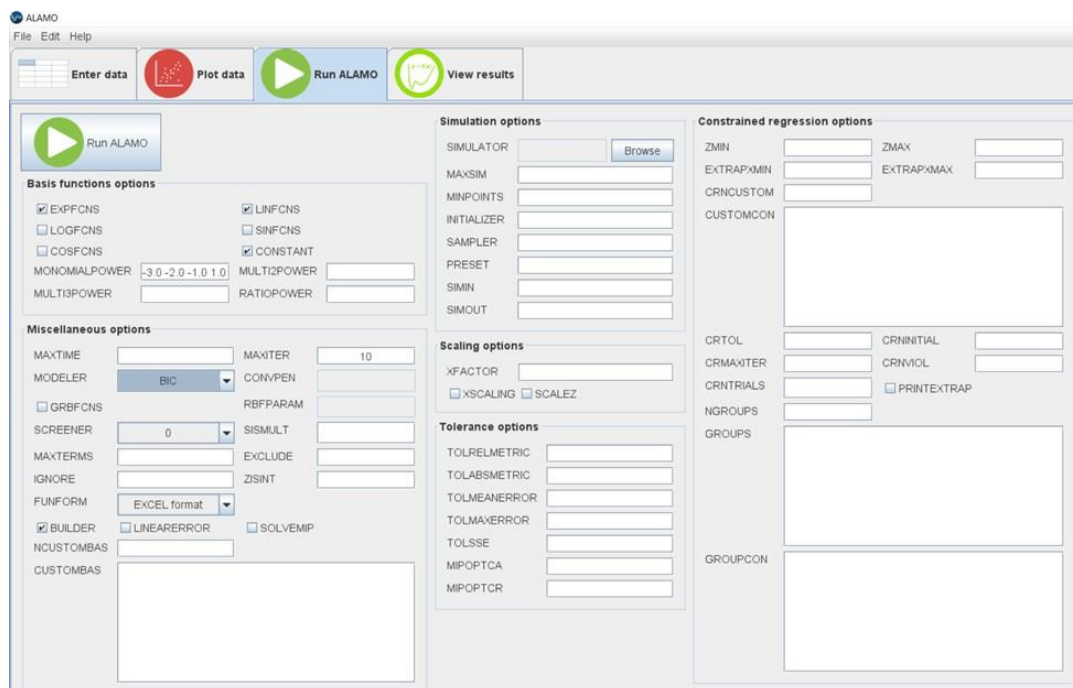 ALAMO
File Edit Help
Enter data Plot data Run ALAMO View results
Run ALAMO
Basis functions options
EXPFCNS LINFCNS
LOGFCNS SINFCNS
COSFCNS CONSTANT
MONOMIALPOWER -3.0 -2.0 -1.0 1.0 MULTI2POWER
MULTI3POWER RATIOPOWER
Miscellaneous options
MAXTIME MAXITER 10
MODELER BIC CONVPEN
GRBFCNS RBFPARAM
SCREENER 0 SISMULT
MAXTERMS EXCLUDE
IGNORE ZISINT
FUNFORM EXCEL format
BUILDER LINEARERROR SOLVEMIP
NCUSTOMBAS
CUSTOMBAS
Simulation options
SIMULATOR Browse
MAXSIM
MINPOINTS
INITIALIZER
SAMPLER
PRESET
SIMIN
SIMOUT
Scaling options
XFACTOR
XSCALING SCALEZ
Tolerance options
TOLRELMETRIC
TOLABSMETRIC
TOLMEANERROR
TOLMAXERROR
TOLSSE
MIPOPTCA
MIPOPTCR
Constrained regression options
ZMIN ZMAX
EXTRAPXMIN EXTRAPXMAX
CRNCUSTOM
CUSTOMCON
CRTOL CRNINITIAL
CRMAXITER CRNVIOL
CRNTRIALS PRINTEXTRAP
NGROUPS
GROUPS
GROUPCON